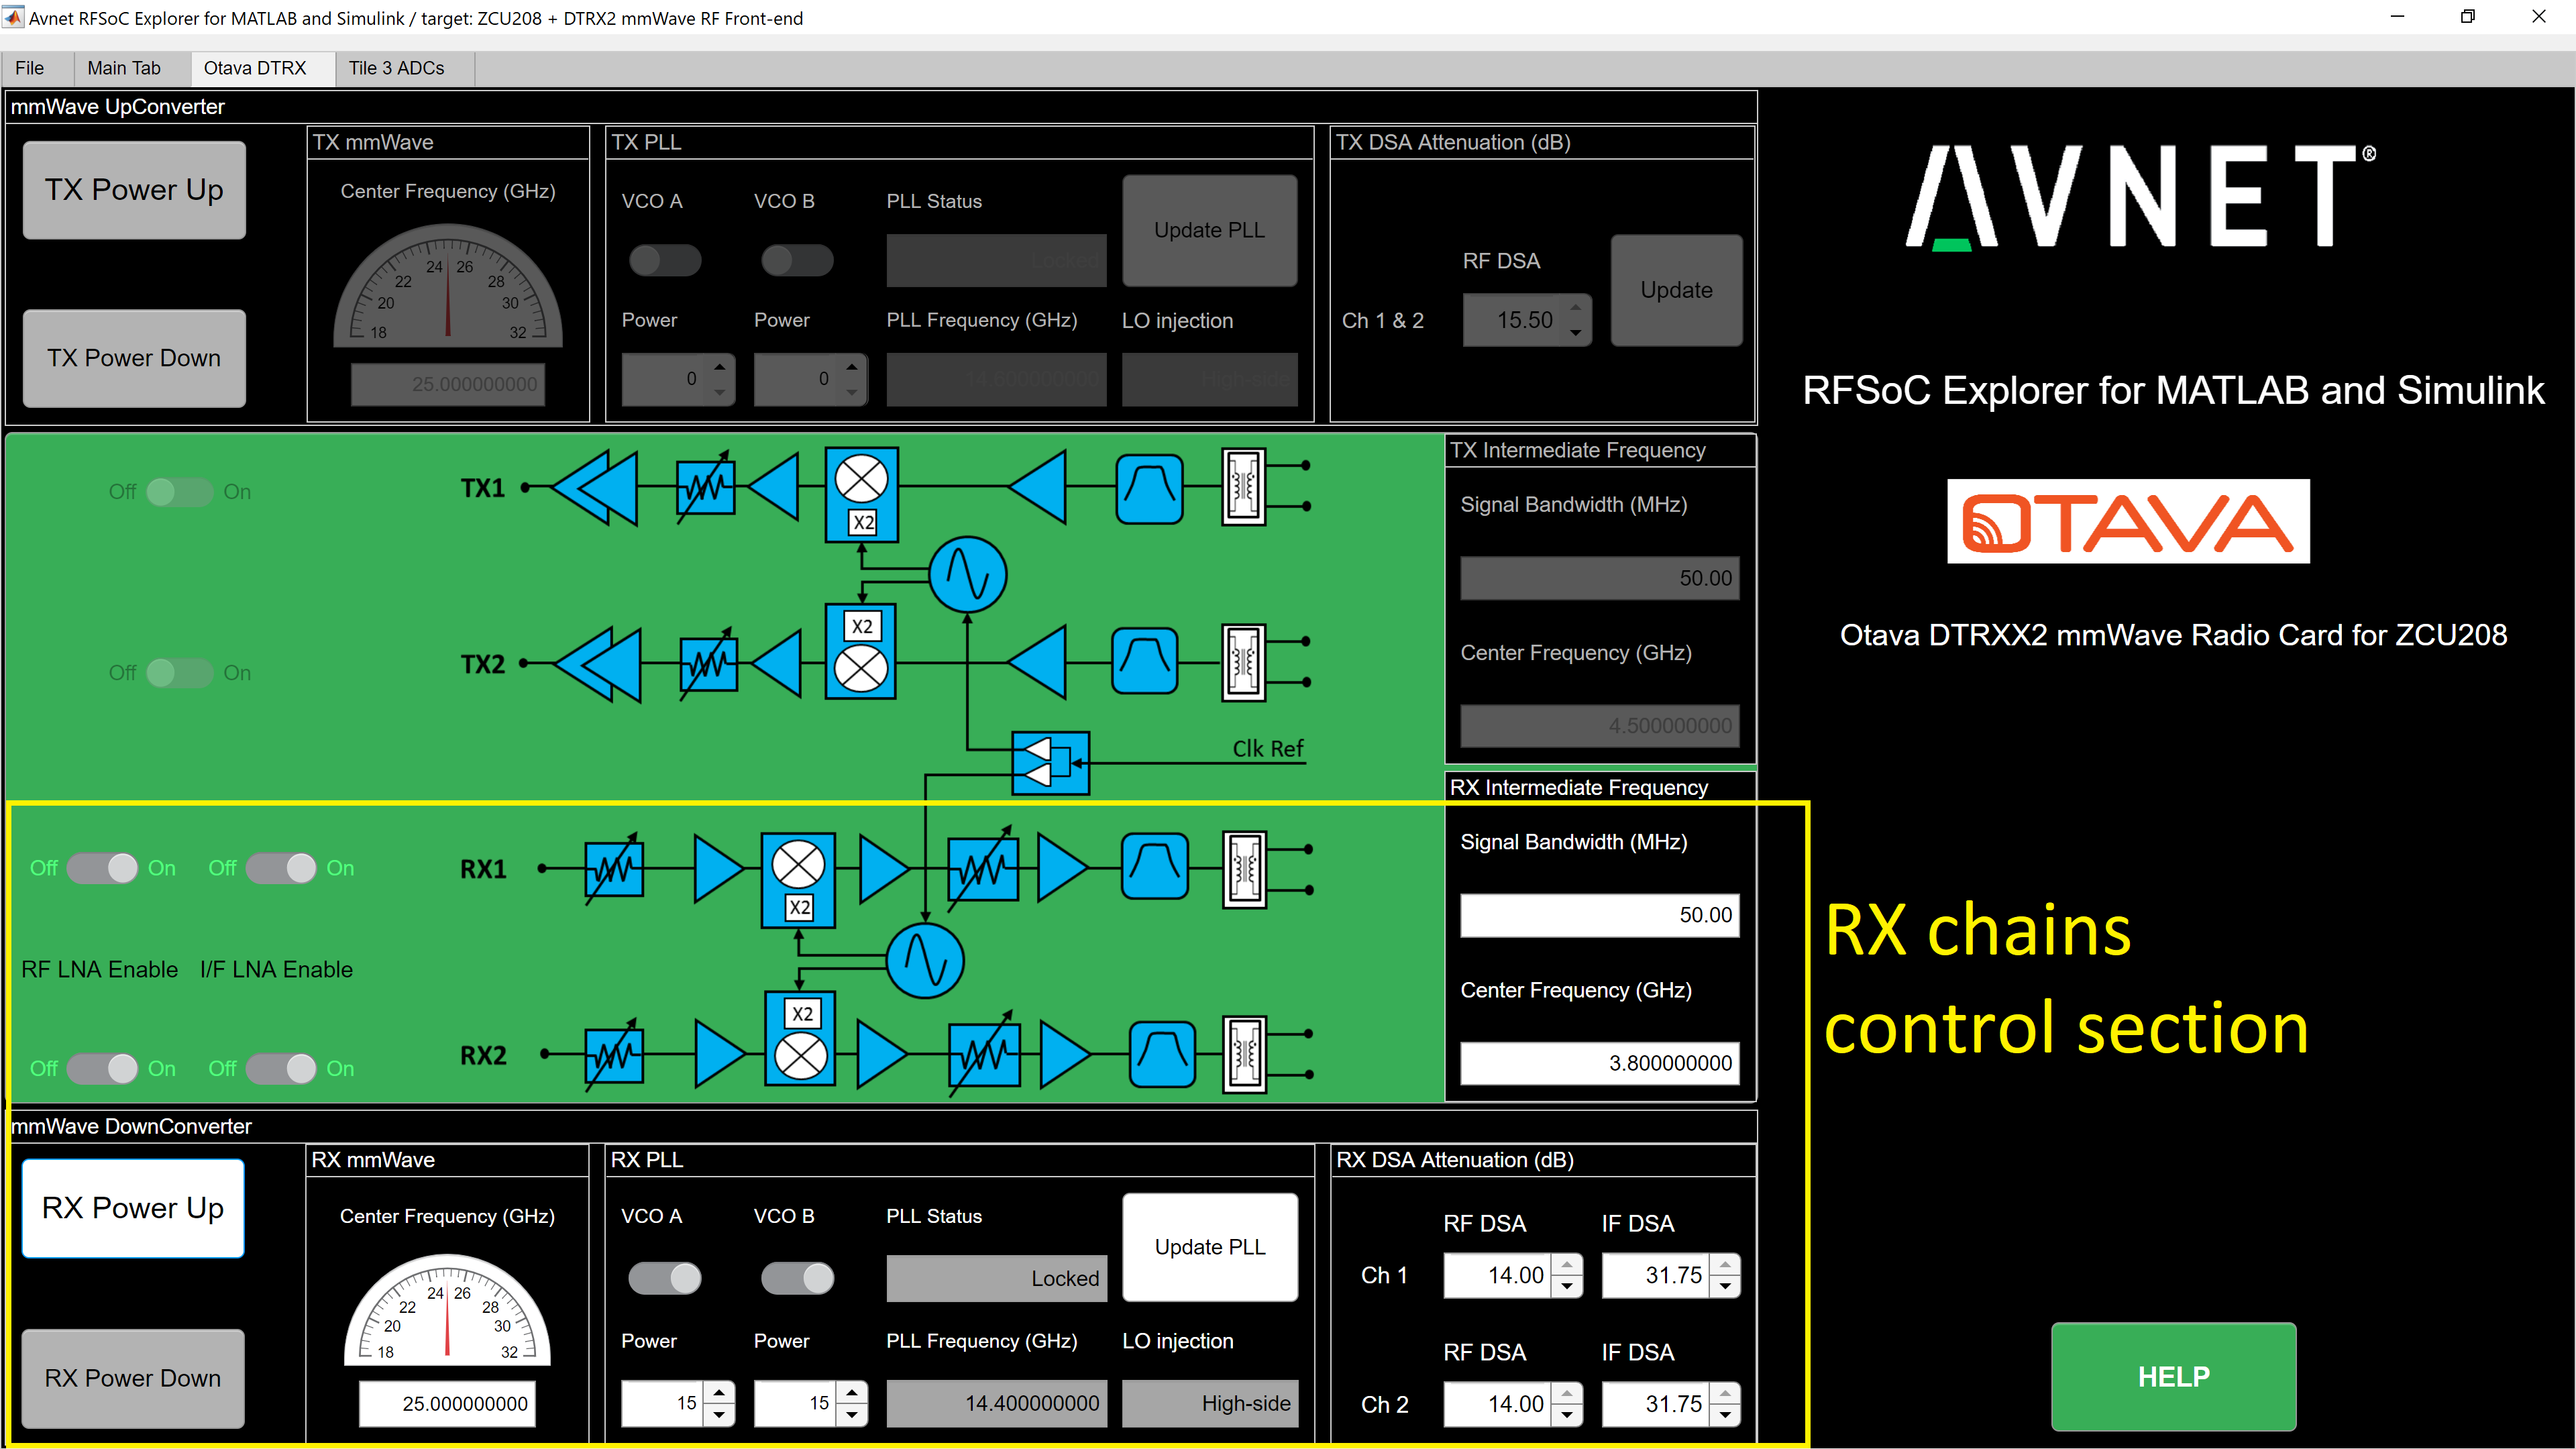 Avnet RFSoC Explorer for MATLAB and Simulink / target: ZCU208 + DTRX2 mmWave RF Front-end
File Main Tab Otava DTRX Tile 3 ADCs
mmWave UpConverter
TX Power Up
TX Power Down
TX mmWave
Center Frequency (GHz)
18 20 22 24 26 28 30 32
25.000000000
TX PLL
VCO A VCO B PLL Status
Locked
Update PLL
Power Power PLL Frequency (GHz) LO injection
0 0 14.600000000 High-side
TX DSA Attenuation (dB)
RF DSA
Ch 1 & 2 15.50 Update
AVNET®
RFSoC Explorer for MATLAB and Simulink
OTAVA
Otava DTRXX2 mmWave Radio Card for ZCU208
Off On TX1
X2
Off On TX2
X2
Clk Ref
TX Intermediate Frequency
Signal Bandwidth (MHz)
50.00
Center Frequency (GHz)
4.500000000
Off On Off On RX1
X2
RF LNA Enable I/F LNA Enable
X2
Off On Off On RX2
RX Intermediate Frequency
Signal Bandwidth (MHz)
50.00
Center Frequency (GHz)
3.800000000
RX chains
control section
mmWave DownConverter
RX Power Up
RX Power Down
RX mmWave
Center Frequency (GHz)
18 20 22 24 26 28 30 32
25.000000000
RX PLL
VCO A VCO B PLL Status
Locked
Update PLL
Power Power PLL Frequency (GHz) LO injection
15 15 14.400000000 High-side
RX DSA Attenuation (dB)
RF DSA IF DSA
Ch 1 14.00 31.75
RF DSA IF DSA
Ch 2 14.00 31.75
HELP